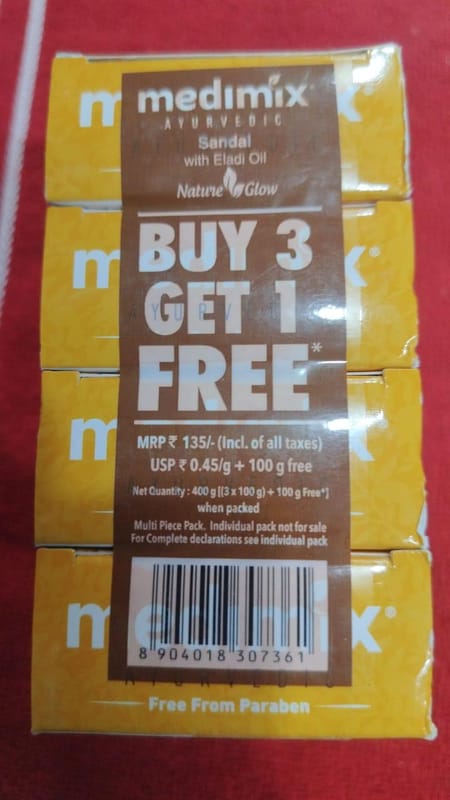 medimix
AYURVEDIC
Sandal
with Eladi Oil
Nature Glow
BUY 3
GET 1
FREE*
MRP ₹ 135/- (Incl. of all taxes)
USP ₹ 0.45/g + 100 g free
Net Quantity : 400 g [(3 x 100 g) + 100 g Free*]
when packed
Multi Piece Pack. Individual pack not for sale
For Complete declarations see individual pack
8 904018 307361
medimix
AYURVEDIC
Free From Paraben